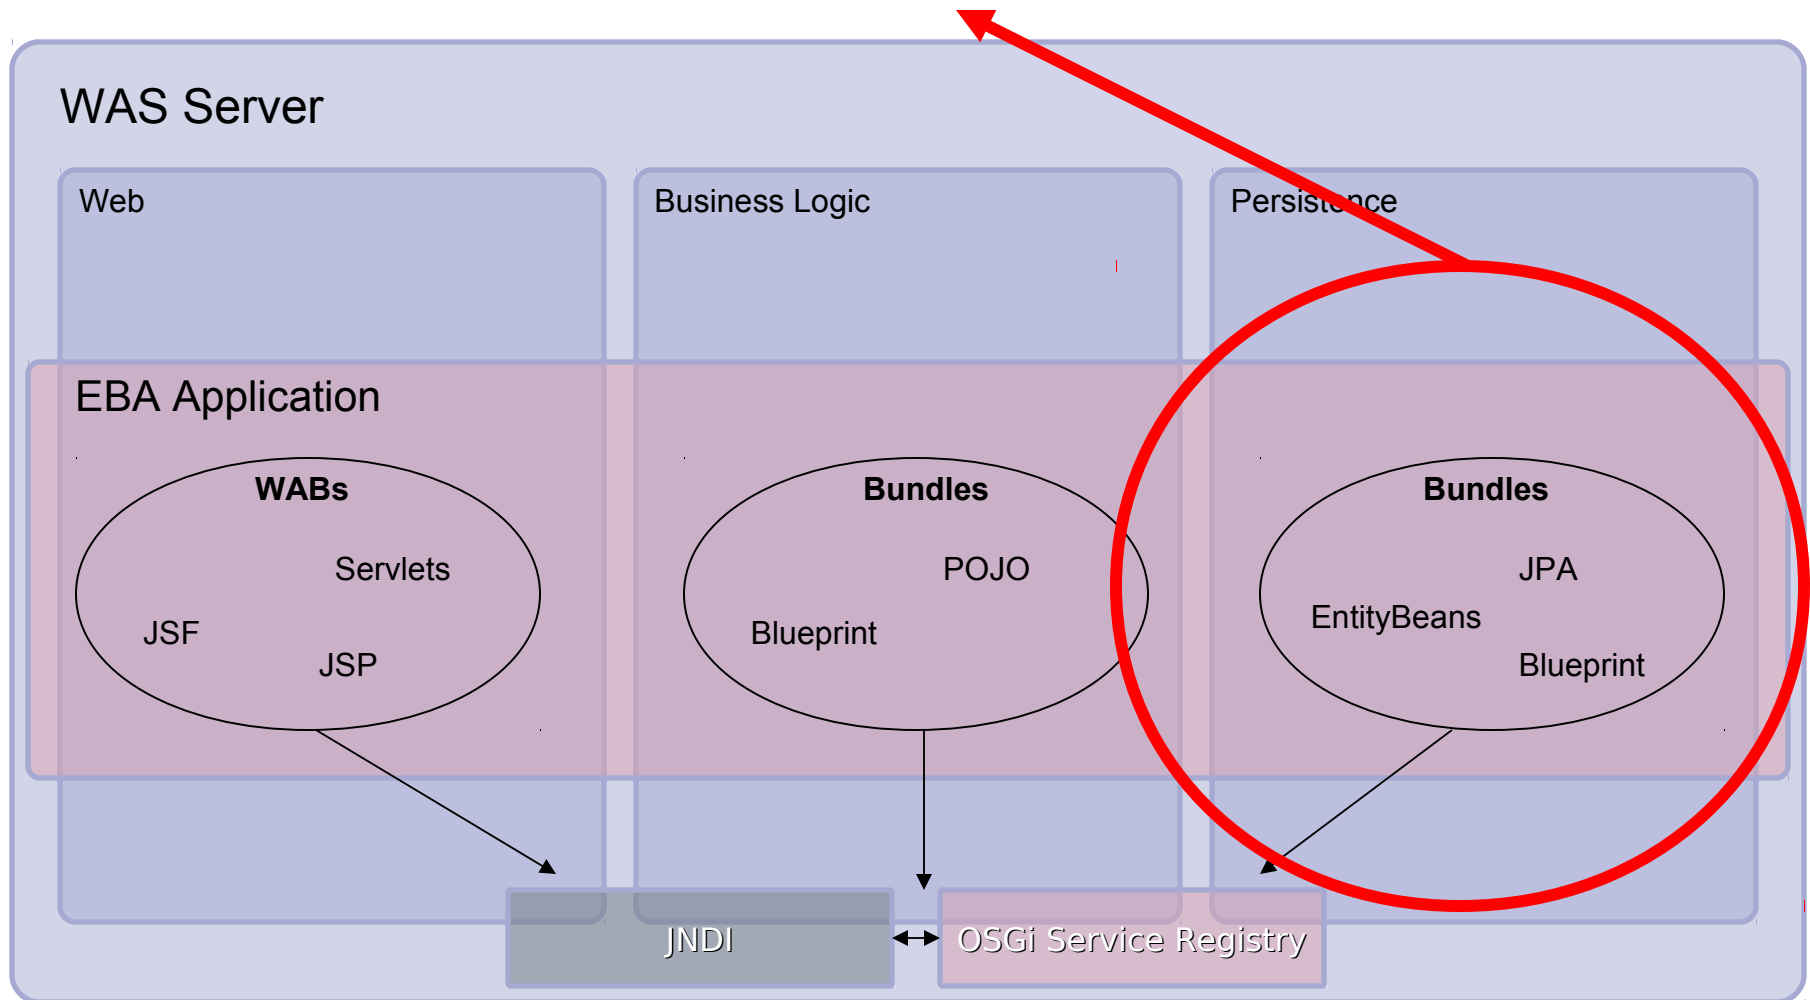 WAS Server
Web
Business Logic
Persistence
EBA Application
WABs
Servlets
JSF
JSP
Bundles
POJO
Blueprint
Bundles
JPA
EntityBeans
Blueprint
JNDI
OSGi Service Registry